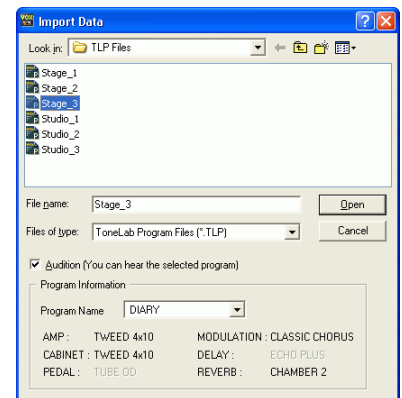 VOX Import Data
Look in: TLP Files
Stage_1
Stage_2
Stage_3
Studio_1
Studio_2
Studio_3
File name: Stage_3 Open
Files of type: ToneLab Program Files (*.TLP) Cancel
Audition (You can hear the selected program)
Program Information
Program Name DIARY
AMP : TWEED 4x10 MODULATION : CLASSIC CHORUS
CABINET : TWEED 4x10 DELAY : ECHO PLUS
PEDAL : TUBE OD REVERB : CHAMBER 2